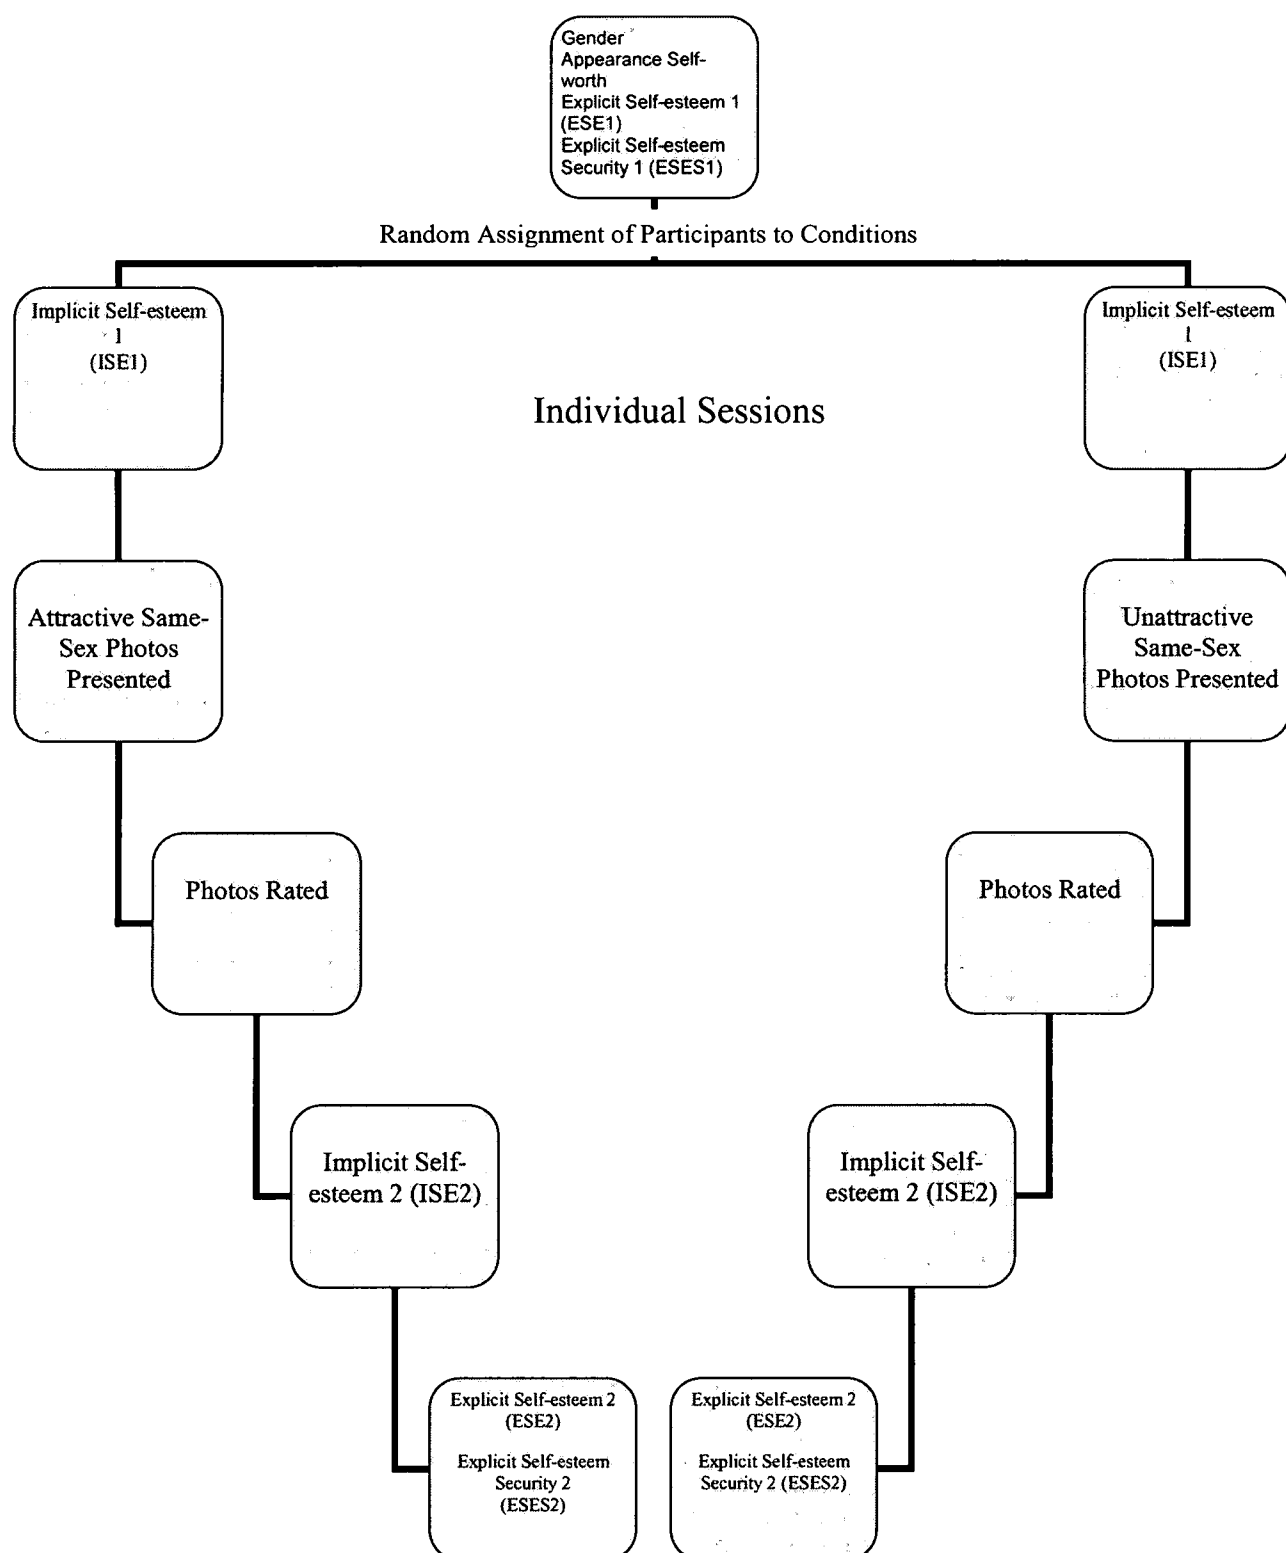 Gender
Appearance Self-
worth
Explicit Self-esteem 1
(ESE1)
Explicit Self-esteem
Security 1 (ESES1)
Random Assignment of Participants to Conditions
Implicit Self-esteem
1
(ISE1)
Implicit Self-esteem
1
(ISE1)
Individual Sessions
Attractive Same-
Sex Photos
Presented
Unattractive
Same-Sex
Photos Presented
Photos Rated
Photos Rated
Implicit Self-
esteem 2 (ISE2)
Implicit Self-
esteem 2 (ISE2)
Explicit Self-esteem 2
(ESE2)
Explicit Self-esteem
Security 2
(ESES2)
Explicit Self-esteem 2
(ESE2)
Explicit Self-esteem
Security 2 (ESES2)